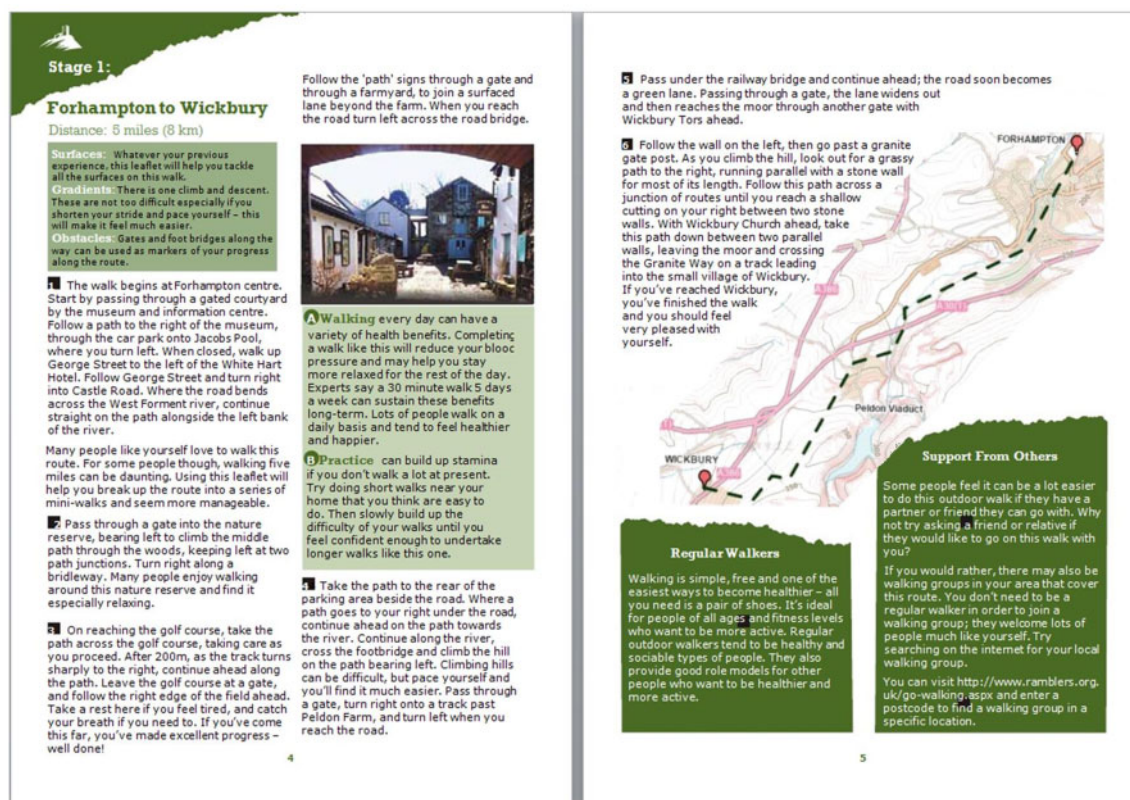 Stage 1:
Forhampton to Wickbury
Distance: 5 miles (8 km)
Surfaces: Whatever your previous
experience, this leaflet will help you tackle
all the surfaces on this walk.
Gradients: There is one climb and descent.
These are not too difficult especially if you
shorten your stride and pace yourself – this
will make it feel much easier.
Obstacles: Gates and foot bridges along the
way can be used as markers of your progress
along the route.
1 The walk begins at Forhampton centre.
Start by passing through a gated courtyard
by the museum and information centre.
Follow a path to the right of the museum,
through the car park onto Jacobs Pool,
where you turn left. When closed, walk up
George Street to the left of the White Hart
Hotel. Follow George Street and turn right
into Castle Road. Where the road bends
across the West Forment river, continue
straight on the path alongside the left bank
of the river.
Many people like yourself love to walk this
route. For some people though, walking five
miles can be daunting. Using this leaflet will
help you break up the route into a series of
mini-walks and seem more manageable.
2 Pass through a gate into the nature
reserve, bearing left to climb the middle
path through the woods, keeping left at two
path junctions. Turn right along a
bridleway. Many people enjoy walking
around this nature reserve and find it
especially relaxing.
3 On reaching the golf course, take the
path across the golf course, taking care as
you proceed. After 200m, as the track turns
sharply to the right, continue ahead along
the path. Leave the golf course at a gate,
and follow the right edge of the field ahead.
Take a rest here if you feel tired, and catch
your breath if you need to. If you've come
this far, you've made excellent progress –
well done!
Follow the 'path' signs through a gate and
through a farmyard, to join a surfaced
lane beyond the farm. When you reach
the road turn left across the road bridge.
A Walking every day can have a
variety of health benefits. Completing
a walk like this will reduce your blooc
pressure and may help you stay
more relaxed for the rest of the day.
Experts say a 30 minute walk 5 days
a week can sustain these benefits
long-term. Lots of people walk on a
daily basis and tend to feel healthier
and happier.
B Practice can build up stamina
if you don't walk a lot at present.
Try doing short walks near your
home that you think are easy to
do. Then slowly build up the
difficulty of your walks until you
feel confident enough to undertake
longer walks like this one.
4 Take the path to the rear of the
parking area beside the road. Where a
path goes to your right under the road,
continue ahead on the path towards
the river. Continue along the river,
cross the footbridge and climb the hill
on the path bearing left. Climbing hills
can be difficult, but pace yourself and
you'll find it much easier. Pass through
a gate, turn right onto a track past
Peldon Farm, and turn left when you
reach the road.
4
5 Pass under the railway bridge and continue ahead; the road soon becomes
a green lane. Passing through a gate, the lane widens out
and then reaches the moor through another gate with
Wickbury Tors ahead.
6 Follow the wall on the left, then go past a granite
gate post. As you climb the hill, look out for a grassy
path to the right, running parallel with a stone wall
for most of its length. Follow this path across a
junction of routes until you reach a shallow
cutting on your right between two stone
walls. With Wickbury Church ahead, take
this path down between two parallel
walls, leaving the moor and crossing
the Granite Way on a track leading
into the small village of Wickbury.
If you've reached Wickbury,
you've finished the walk
and you should feel
very pleased with
yourself.
FORHAMPTON
Peldon Viaduct
WICKBURY
Regular Walkers
Walking is simple, free and one of the
easiest ways to become healthier – all
you need is a pair of shoes. It's ideal
for people of all ages and fitness levels
who want to be more active. Regular
outdoor walkers tend to be healthy and
sociable types of people. They also
provide good role models for other
people who want to be healthier and
more active.
Support From Others
Some people feel it can be a lot easier
to do this outdoor walk if they have a
partner or friend they can go with. Why
not try asking a friend or relative if
they would like to go on this walk with
you?
If you would rather, there may also be
walking groups in your area that cover
this route. You don't need to be a
regular walker in order to join a
walking group; they welcome lots of
people much like yourself. Try
searching on the internet for your local
walking group.
You can visit http://www.ramblers.org.
uk/go-walking.aspx and enter a
postcode to find a walking group in a
specific location.
5